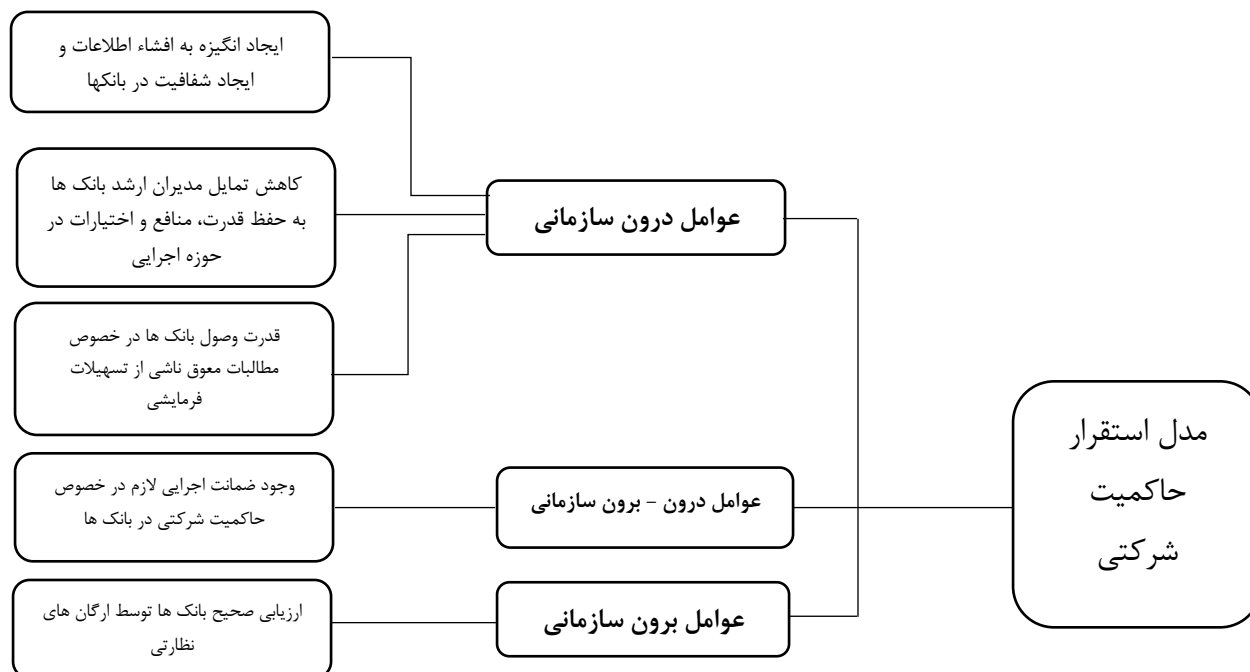 مدل استقرار
حاکمیت
شرکتی
عوامل درون سازمانی
ایجاد انگیزه به افشاء اطلاعات و
ایجاد شفافیت در بانکها
کاهش تمایل مدیران ارشد بانک ها
به حفظ قدرت، منافع و اختیارات در
حوزه اجرایی
قدرت وصول بانک ها در خصوص
مطالبات معوق ناشی از تسهیلات
فرمایشی
عوامل درون – برون سازمانی
وجود ضمانت اجرایی لازم در خصوص
حاکمیت شرکتی در بانک ها
عوامل برون سازمانی
ارزیابی صحیح بانک ها توسط ارگان های
نظارتی